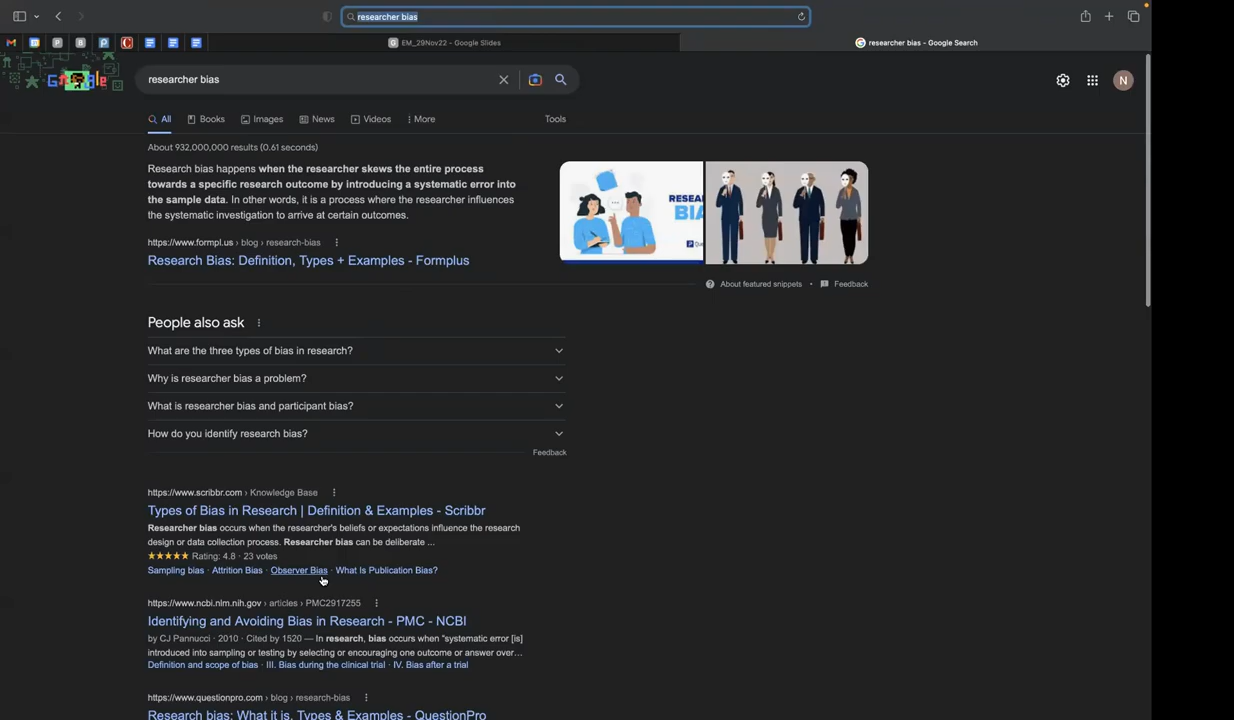 researcher bias
EM_29Nov22 - Google Slides
researcher bias - Google Search
researcher bias
N
All
Books
Images
News
Videos
More
Tools
About 932,000,000 results (0.61 seconds)
Research bias happens when the researcher skews the entire process
towards a specific research outcome by introducing a systematic error into
the sample data. In other words, it is a process where the researcher influences
the systematic investigation to arrive at certain outcomes.
https://www.formpl.us › blog › research-bias
Research Bias: Definition, Types + Examples - Formplus
About featured snippets • Feedback
People also ask
What are the three types of bias in research?
Why is researcher bias a problem?
What is researcher bias and participant bias?
How do you identify research bias?
Feedback
https://www.scribbr.com › Knowledge Base
Types of Bias in Research | Definition & Examples - Scribbr
Researcher bias occurs when the researcher's beliefs or expectations influence the research
design or data collection process. Researcher bias can be deliberate ...
Rating: 4.8 · 23 votes
Sampling bias · Attrition Bias · Observer Bias · What Is Publication Bias?
https://www.ncbi.nlm.nih.gov › articles › PMC2917255
Identifying and Avoiding Bias in Research - PMC - NCBI
by CJ Pannucci · 2010 · Cited by 1520 — In research, bias occurs when "systematic error [is]
introduced into sampling or testing by selecting or encouraging one outcome or answer over...
Definition and scope of bias · III. Bias during the clinical trial · IV. Bias after a trial
https://www.questionpro.com › blog › research-bias
Research bias: What it is, Types & Examples - QuestionPro